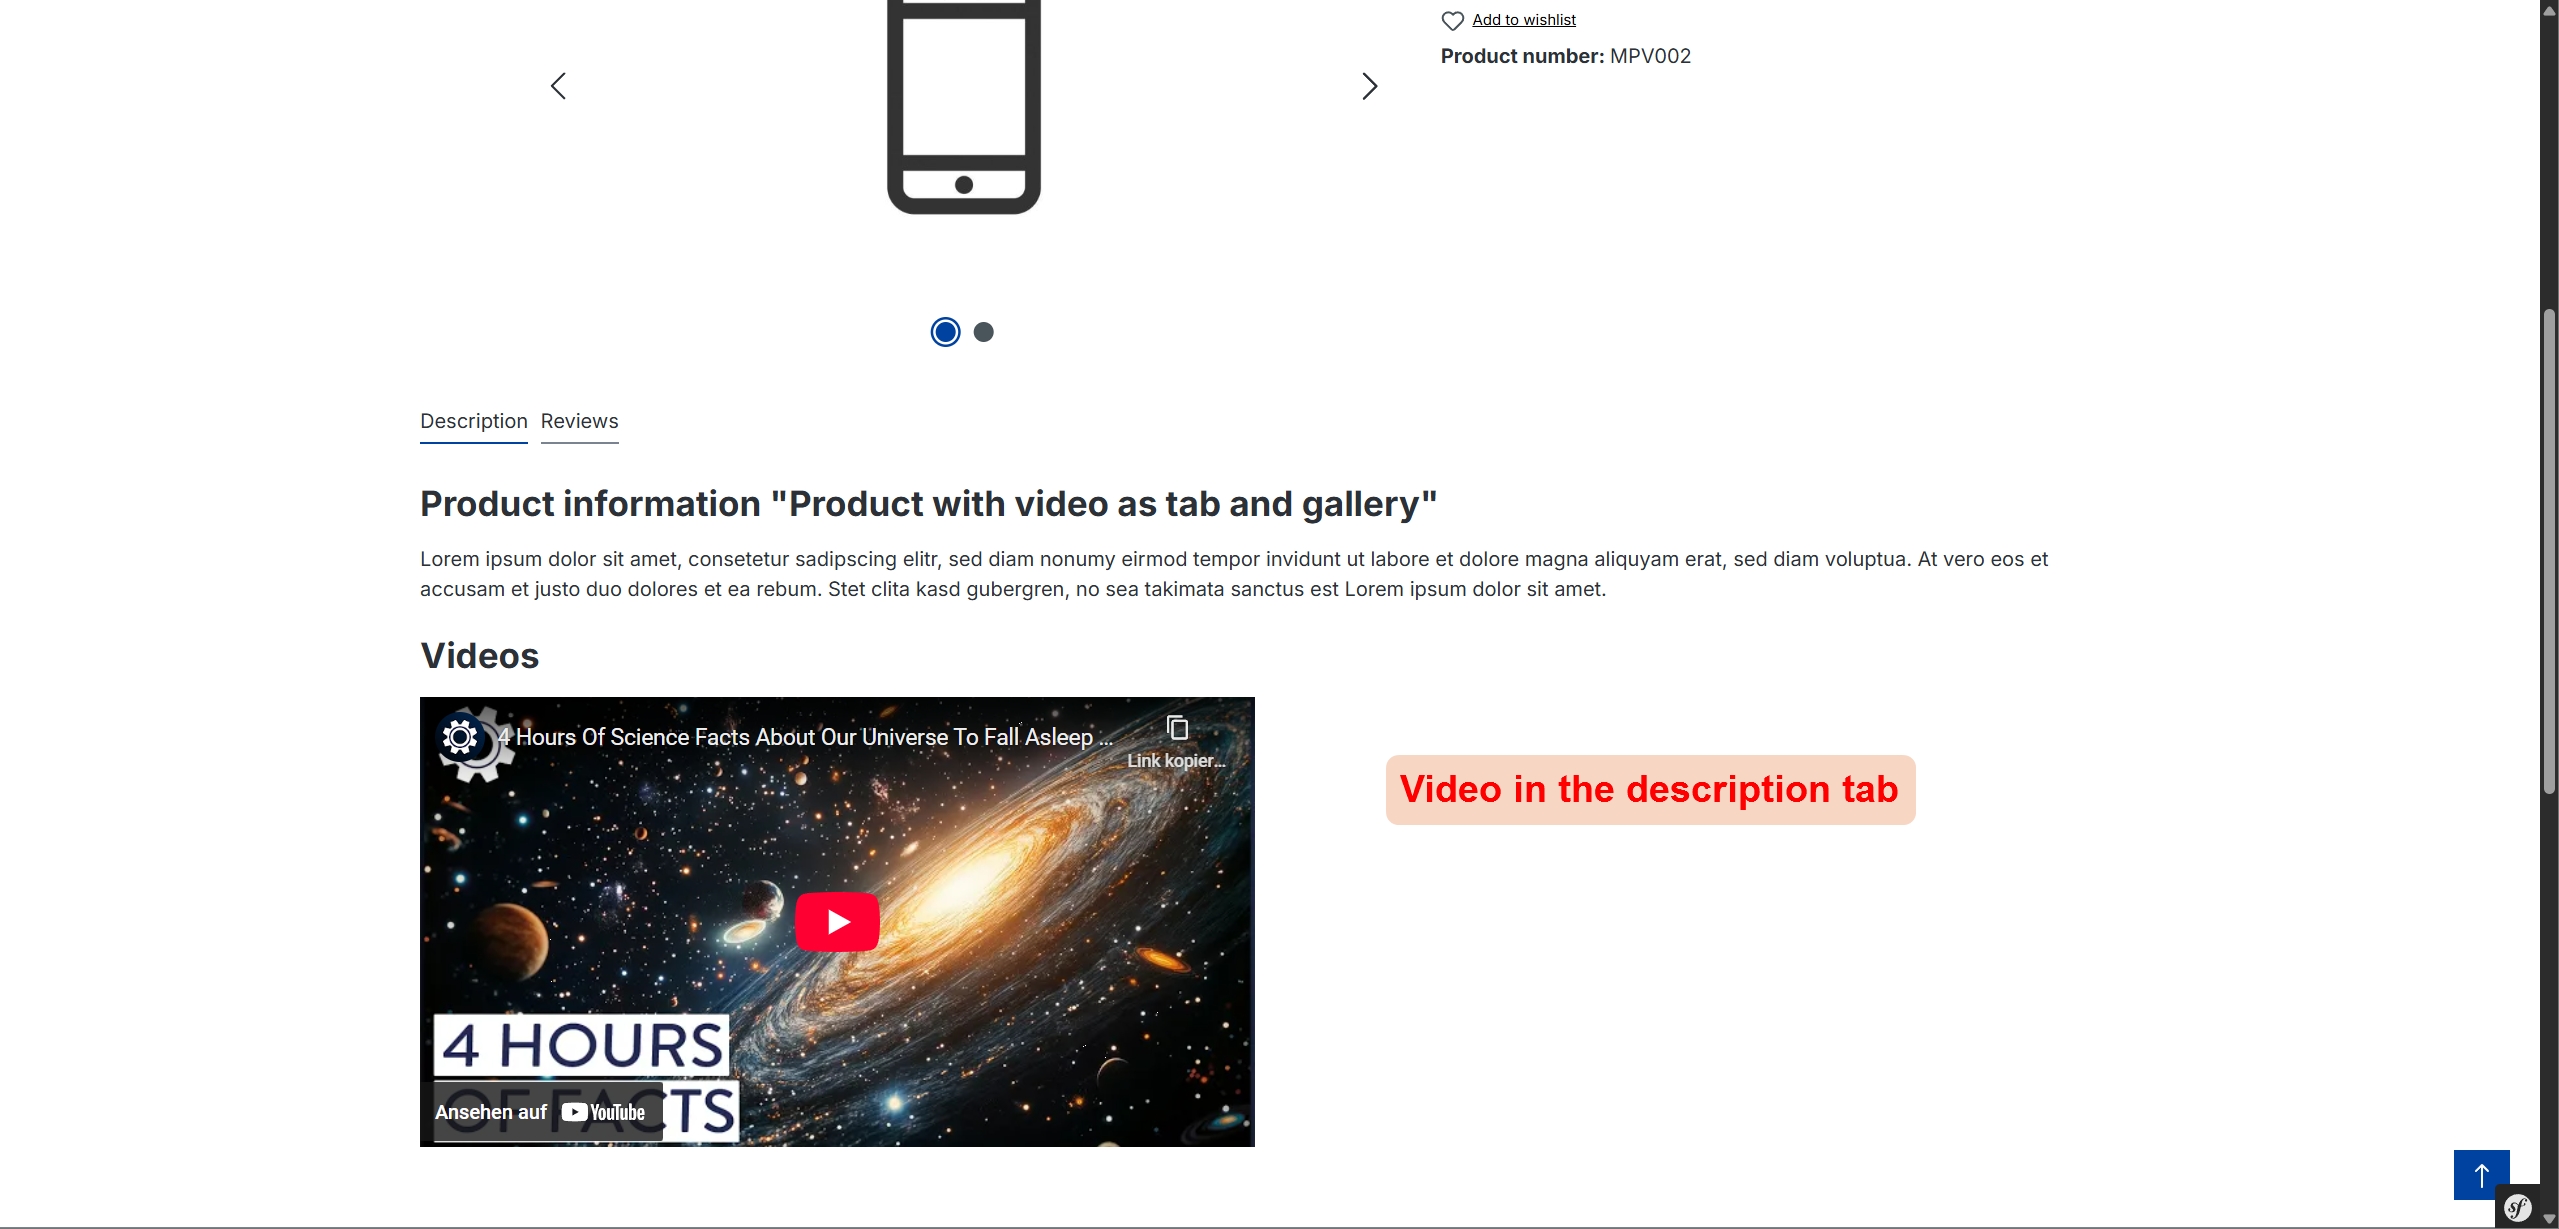 Add to wishlist
Product number: MPV002
Description Reviews
Product information "Product with video as tab and gallery"
Lorem ipsum dolor sit amet, consetetur sadipscing elitr, sed diam nonumy eirmod tempor invidunt ut labore et dolore magna aliquyam erat, sed diam voluptua. At vero eos et
accusam et justo duo dolores et ea rebum. Stet clita kasd gubergren, no sea takimata sanctus est Lorem ipsum dolor sit amet.
Videos
4 Hours Of Science Facts About Our Universe To Fall Asleep ...
Link kopier...
Video in the description tab
4 HOURS
OF FACTS
Ansehen auf YouTube
sf